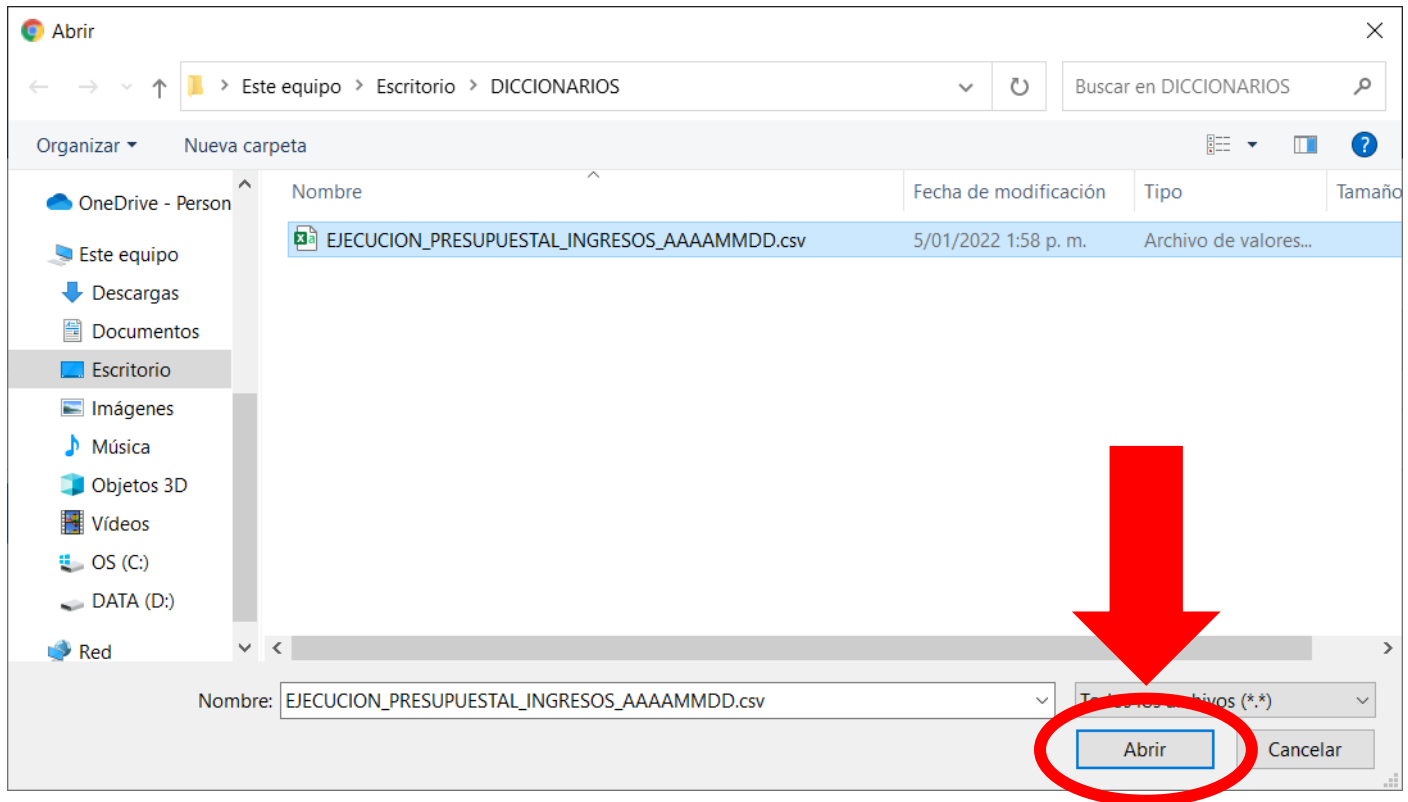 Abrir
Este equipo > Escritorio > DICCIONARIOS
Buscar en DICCIONARIOS
Organizar
Nueva carpeta
?
OneDrive - Person
Este equipo
Descargas
Documentos
Escritorio
Imágenes
Música
Objetos 3D
Vídeos
OS (C:)
DATA (D:)
Red
Nombre Fecha de modificación Tipo Tamaño
EJECUCION_PRESUPUESTAL_INGRESOS_AAAAMMDD.csv 5/01/2022 1:58 p. m. Archivo de valores...
Nombre: EJECUCION_PRESUPUESTAL_INGRESOS_AAAAMMDD.csv
(*.*)
Abrir Cancelar